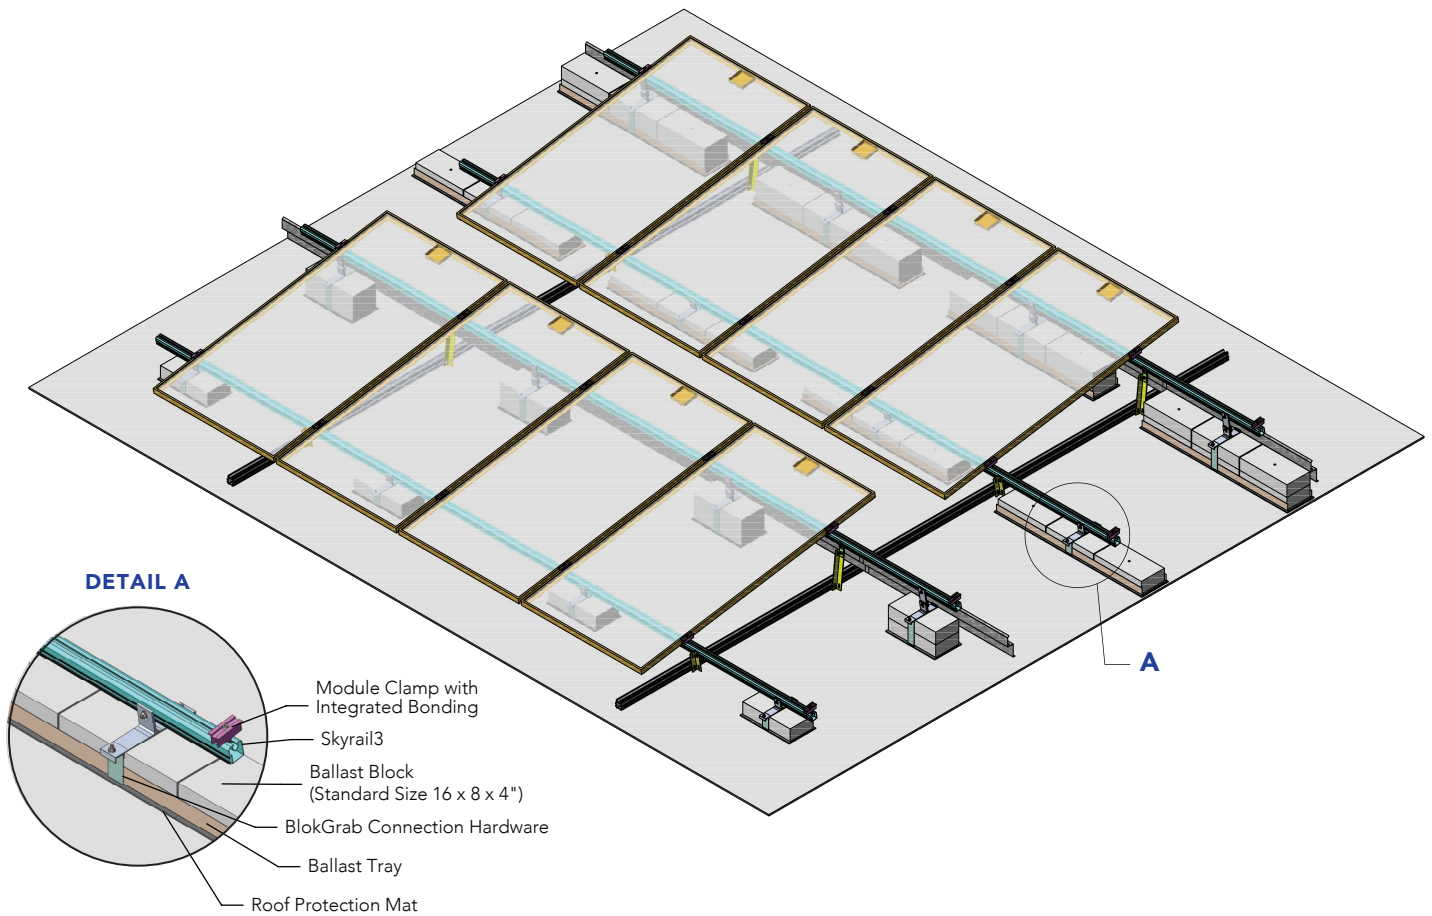 A
DETAIL A
Module Clamp with
Integrated Bonding
Skyrail3
Ballast Block
(Standard Size 16 x 8 x 4")
BlokGrab Connection Hardware
Ballast Tray
Roof Protection Mat